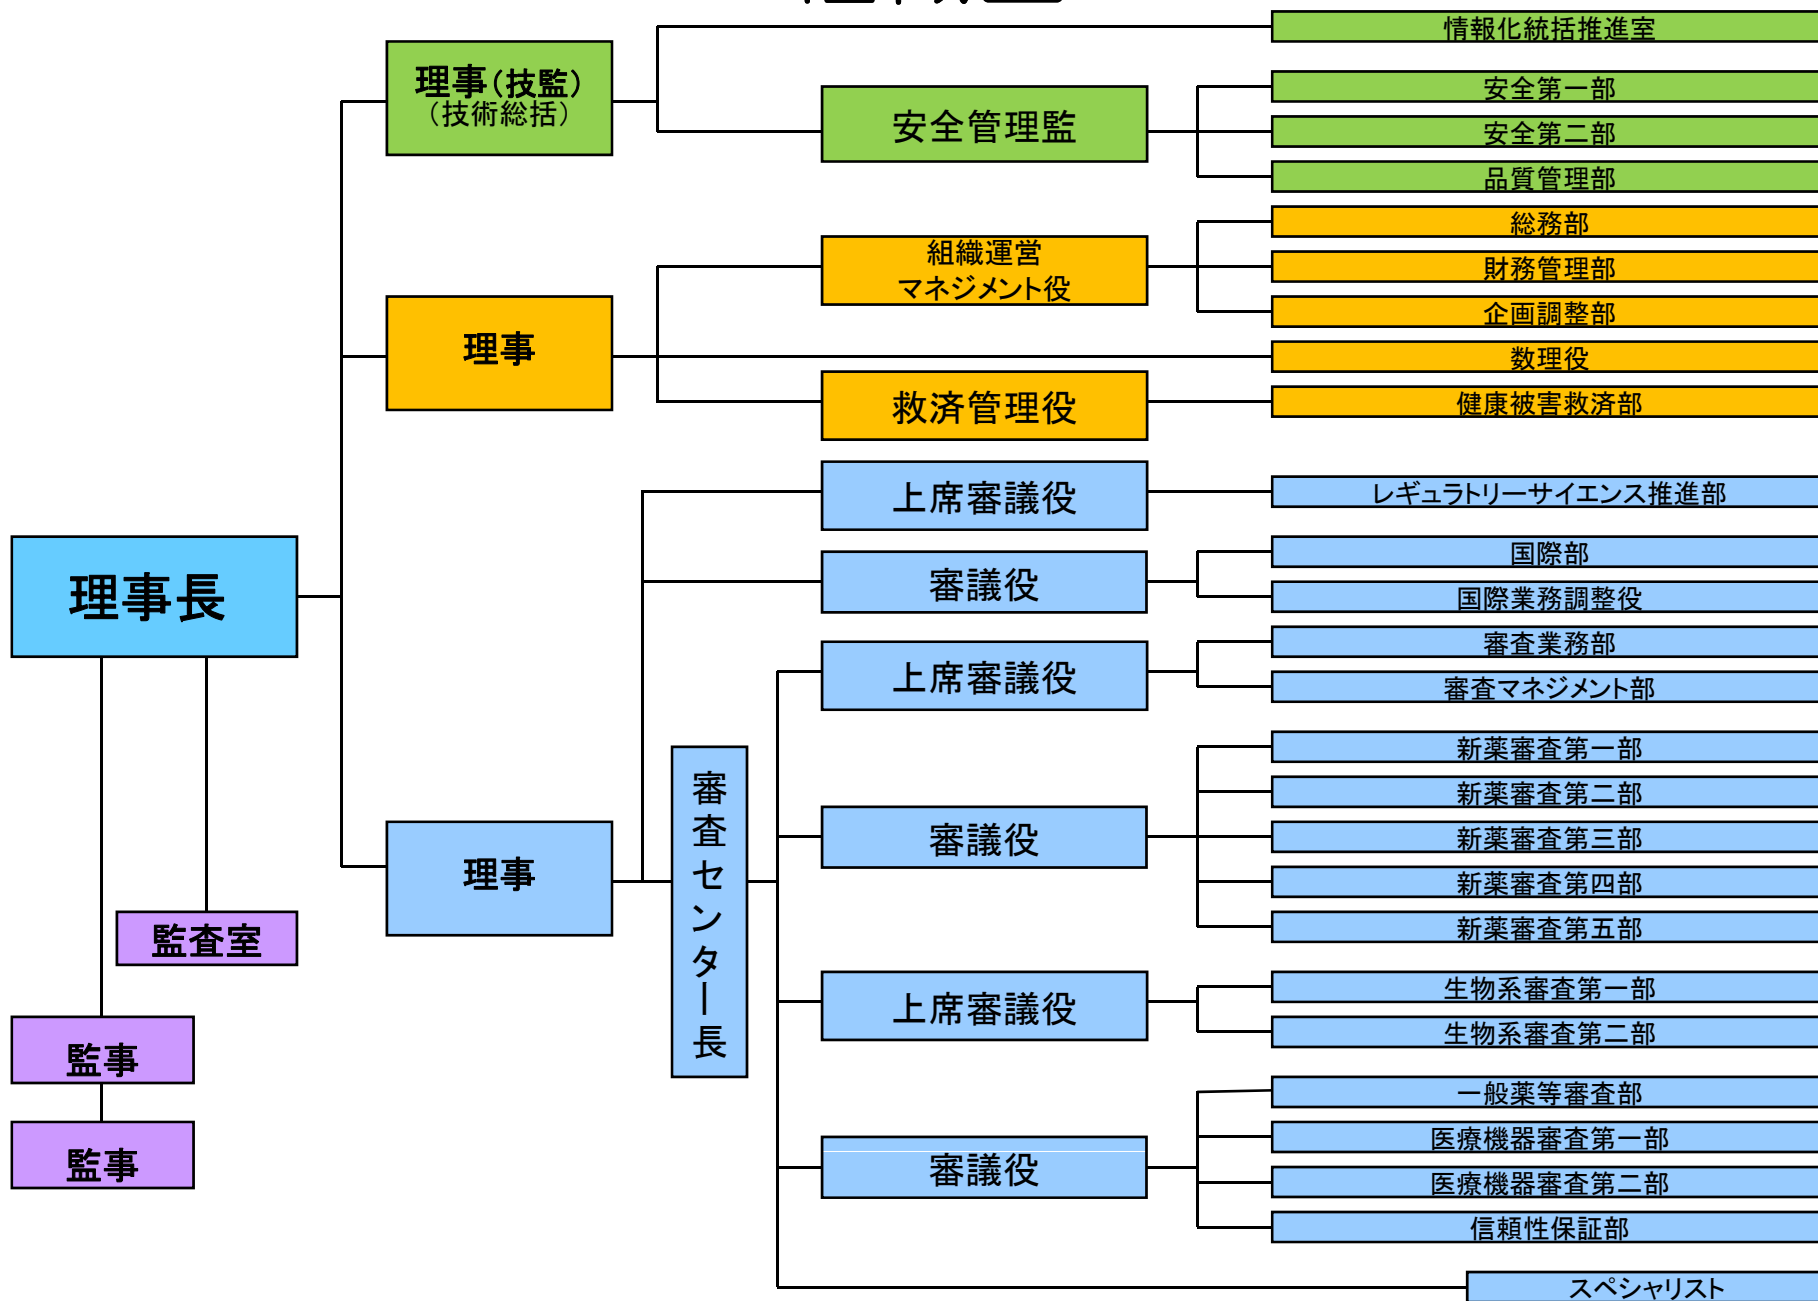 情報化統括推進室
理事(技監)
(技術総括)
安全管理監
安全第一部
安全第二部
品質管理部
組織運営
マネジメント役
総務部
財務管理部
企画調整部
理事
数理役
救済管理役
健康被害救済部
上席審議役
レギュラトリーサイエンス推進部
理事長
審議役
国際部
国際業務調整役
上席審議役
審査業務部
審査マネジメント部
理事
審査センター長
審議役
新薬審査第一部
新薬審査第二部
新薬審査第三部
新薬審査第四部
新薬審査第五部
監査室
上席審議役
生物系審査第一部
生物系審査第二部
監事
監事
審議役
一般薬等審査部
医療機器審査第一部
医療機器審査第二部
信頼性保証部
スペシャリスト